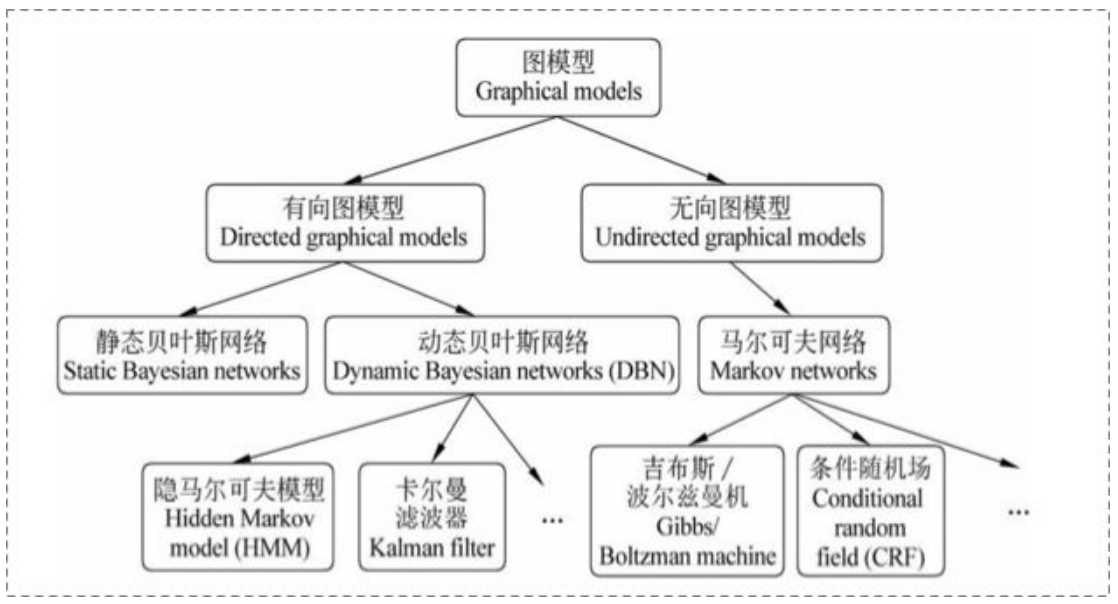 图模型
Graphical models
有向图模型
Directed graphical models
无向图模型
Undirected graphical models
静态贝叶斯网络
Static Bayesian networks
动态贝叶斯网络
Dynamic Bayesian networks (DBN)
马尔可夫网络
Markov networks
隐马尔可夫模型
Hidden Markov
model (HMM)
卡尔曼
滤波器
Kalman filter
...
吉布斯 /
波尔兹曼机
Gibbs/
Boltzman machine
条件随机场
Conditional
random
field (CRF)
...